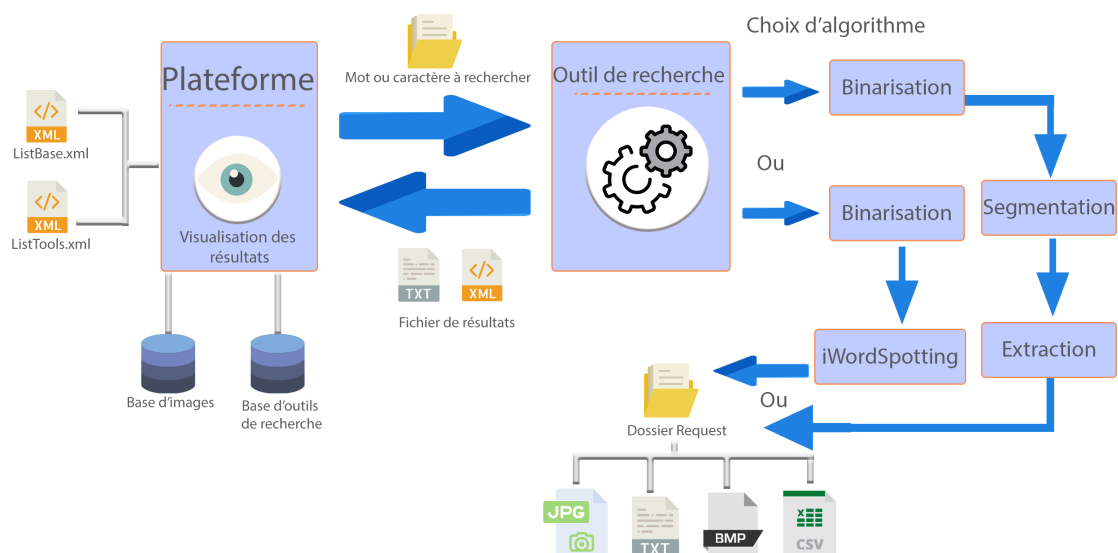 Choix d'algorithme
Plateforme
Mot ou caractère à rechercher
Outil de recherche
Binarisation
XML
ListBase.xml
Ou
Binarisation
Segmentation
XML
ListTools.xml
Visualisation des
résultats
TXT
XML
Fichier de résultats
iWordSpotting
Extraction
Base d'images
Base d'outils
de recherche
Ou
Dossier Request
JPG
TXT
BMP
X
CSV